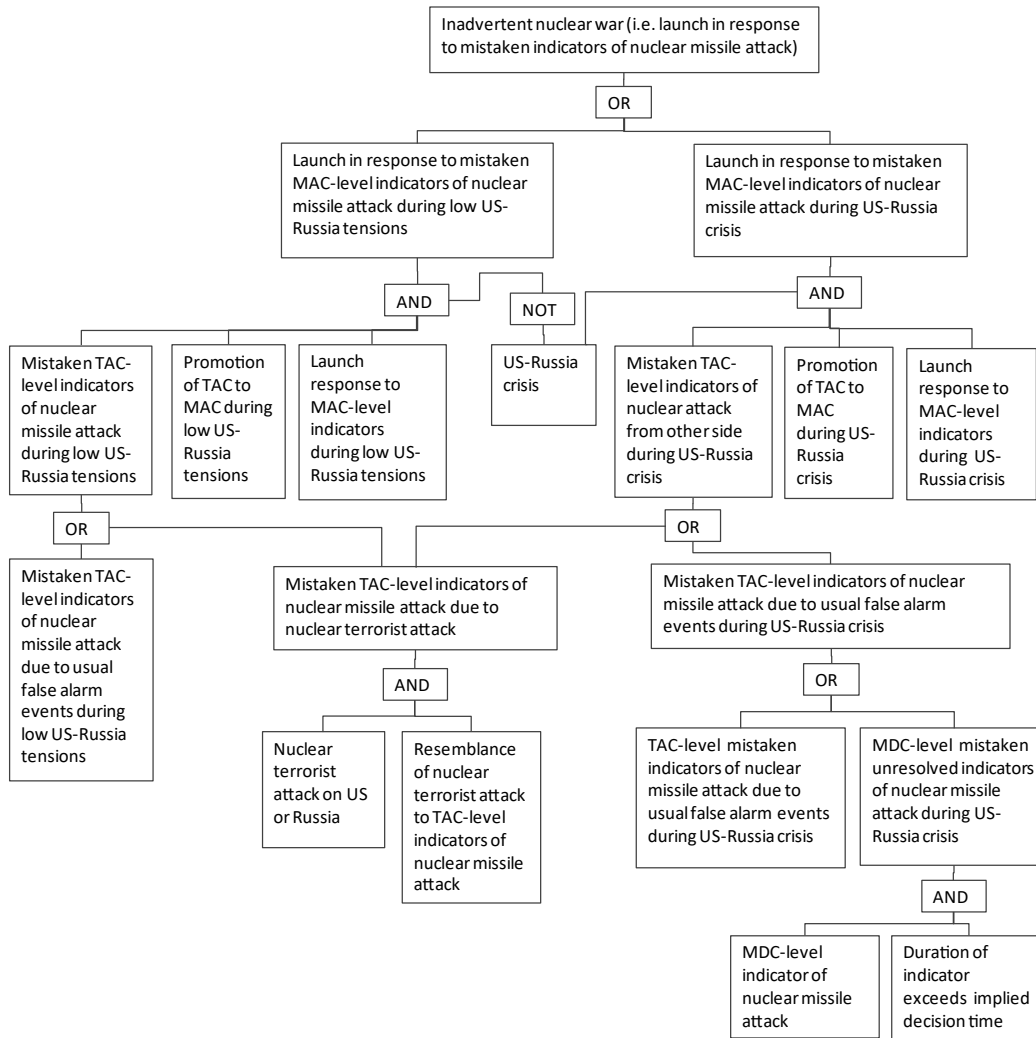 Inadvertent nuclear war (i.e. launch in response
to mistaken indicators of nuclear missile attack)
OR
Launch in response to mistaken
MAC-level indicators of nuclear
missile attack during low US-
Russia tensions
Launch in response to mistaken
MAC-level indicators of nuclear
missile attack during US-Russia
crisis
AND
NOT
AND
Mistaken TAC-
level indicators
of nuclear
missile attack
during low US-
Russia tensions
Promotion
of TAC to
MAC during
low US-
Russia
tensions
Launch
response to
MAC-level
indicators
during low US-
Russia tensions
US-Russia
crisis
Mistaken TAC-
level indicators of
nuclear attack
from other side
during US-Russia
crisis
Promotion
of TAC to
MAC
during US-
Russia
crisis
Launch
response to
MAC-level
indicators
during US-
Russia crisis
OR
OR
Mistaken TAC-
level indicators
of nuclear
missile attack
due to usual
false alarm
events during
low US-Russia
tensions
Mistaken TAC-level indicators of
nuclear missile attack due to
nuclear terrorist attack
Mistaken TAC-level indicators of nuclear
missile attack due to usual false alarm
events during US-Russia crisis
AND
OR
Nuclear
terrorist
attack on US
or Russia
Resemblance
of nuclear
terrorist attack
to TAC-level
indicators of
nuclear missile
attack
TAC-level mistaken
indicators of nuclear
missile attack due to
usual false alarm events
during US-Russia crisis
MDC-level mistaken
unresolved indicators
of nuclear missile
attack during US-
Russia crisis
AND
MDC-level
indicator of
nuclear missile
attack
Duration of
indicator
exceeds implied
decision time